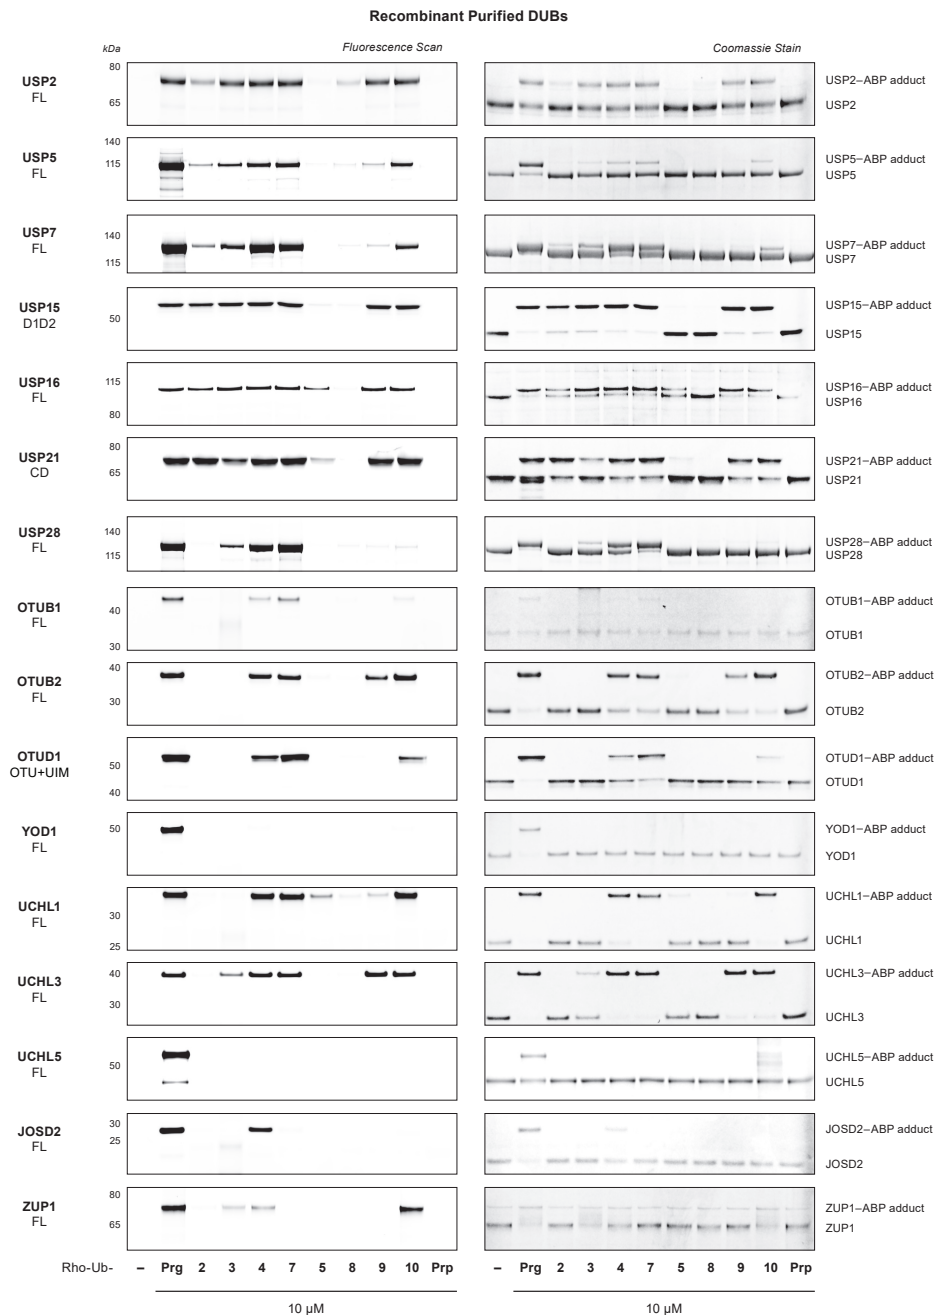 Recombinant Purified DUBs
kDa
Fluorescence Scan
Coomassie Stain
USP2
FL
80
65
USP2–ABP adduct
USP2
USP5
FL
140
115
USP5–ABP adduct
USP5
USP7
FL
140
115
USP7–ABP adduct
USP7
USP15
D1D2
50
USP15–ABP adduct
USP15
USP16
FL
115
80
USP16–ABP adduct
USP16
USP21
CD
80
65
USP21–ABP adduct
USP21
USP28
FL
140
115
USP28–ABP adduct
USP28
OTUB1
FL
40
30
OTUB1–ABP adduct
OTUB1
OTUB2
FL
40
30
OTUB2–ABP adduct
OTUB2
OTUD1
OTU+UIM
50
40
OTUD1–ABP adduct
OTUD1
YOD1
FL
50
YOD1–ABP adduct
YOD1
UCHL1
FL
30
25
UCHL1–ABP adduct
UCHL1
UCHL3
FL
40
30
UCHL3–ABP adduct
UCHL3
UCHL5
FL
50
UCHL5–ABP adduct
UCHL5
JOSD2
FL
30
25
JOSD2–ABP adduct
JOSD2
ZUP1
FL
80
65
ZUP1–ABP adduct
ZUP1
Rho-Ub- – Prg 2 3 4 7 5 8 9 10 Prp – Prg 2 3 4 7 5 8 9 10 Prp
10 µM
10 µM